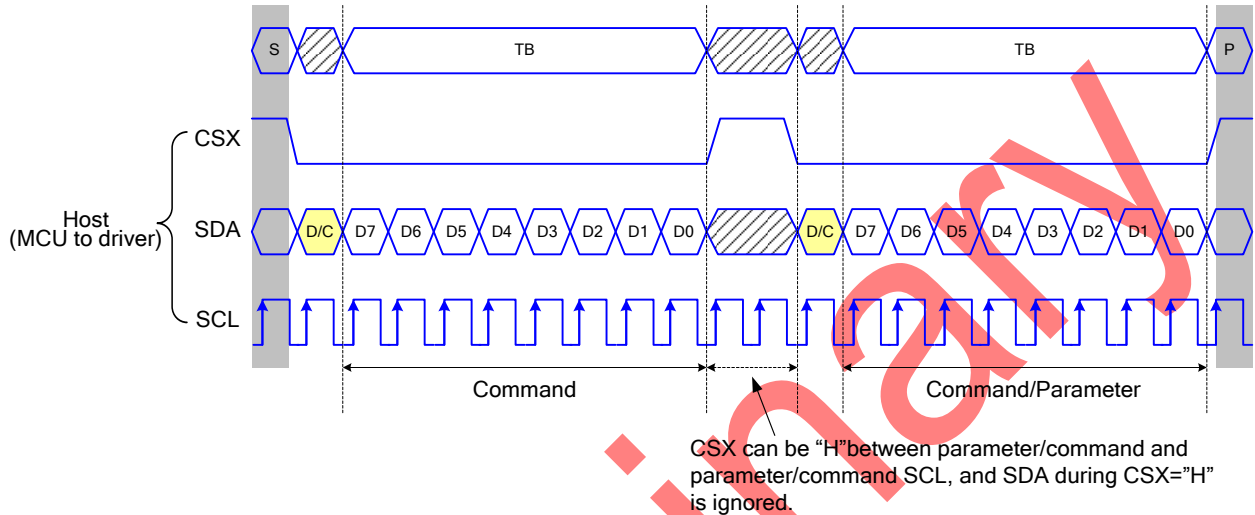 S TB TB P
CSX
Host
(MCU to driver)
SDA D/C D7 D6 D5 D4 D3 D2 D1 D0 D/C D7 D6 D5 D4 D3 D2 D1 D0
SCL
Command Command/Parameter
CSX can be “H”between parameter/command and
parameter/command SCL, and SDA during CSX=”H”
is ignored.
inary